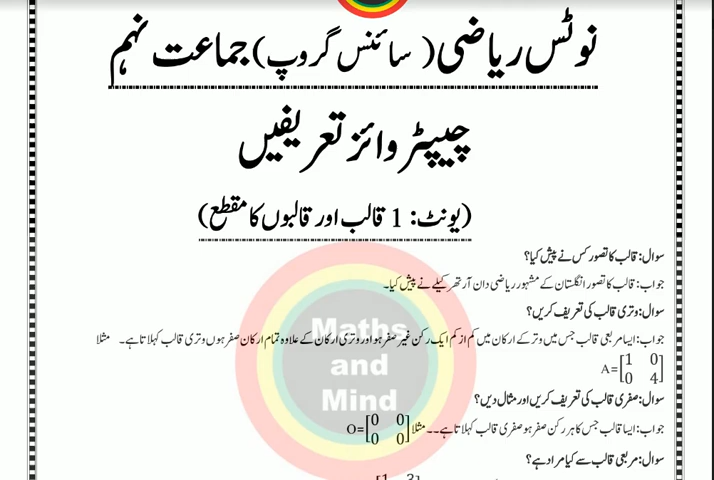 نوٹس ریاضی ( سائنس گروپ ) جماعت نہم
چیپٹر وائز تعریفیں
(یونٹ: 1 قالب اور قالبوں کا مقطع)
سوال: قالب کا تصور کس نے پیش کیا؟
جواب: قالب کا تصور انگلستان کے مشہور ریاضی دان آرتھر کیلے نے پیش کیا۔
سوال: وتری قالب کی تعریف کریں؟
جواب: ایسا مربعی قالب جس میں وتر کے ارکان میں کم از کم ایک رکن غیر صفر ہو اور وتری ارکان کے علاوہ تمام ارکان صفر ہوں وتری قالب کہلاتا ہے۔ مثلا
A=[1 0
0 4]
سوال: صفری قالب کی تعریف کریں اور مثال دیں؟
جواب: ایسا قالب جس کا ہر رکن صفر ہو صفری قالب کہلاتا ہے۔۔ مثلا O=[0 0
0 0]
سوال: مربعی قالب سے کیا مراد ہے؟
Maths
and
Mind